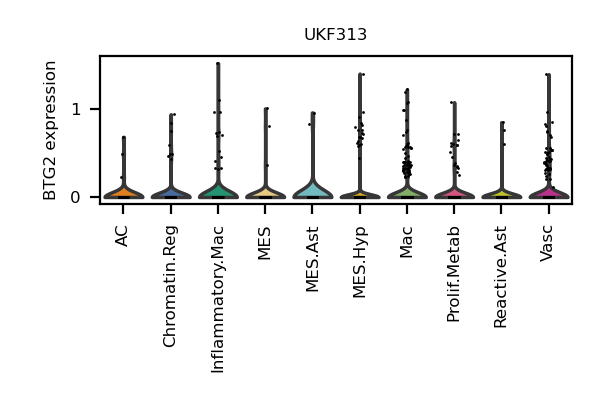 UKF313
BTG2 expression
1
0
AC
Chromatin.Reg
Inflammatory.Mac
MES
MES.Ast
MES.Hyp
Mac
Prolif.Metab
Reactive.Ast
Vasc